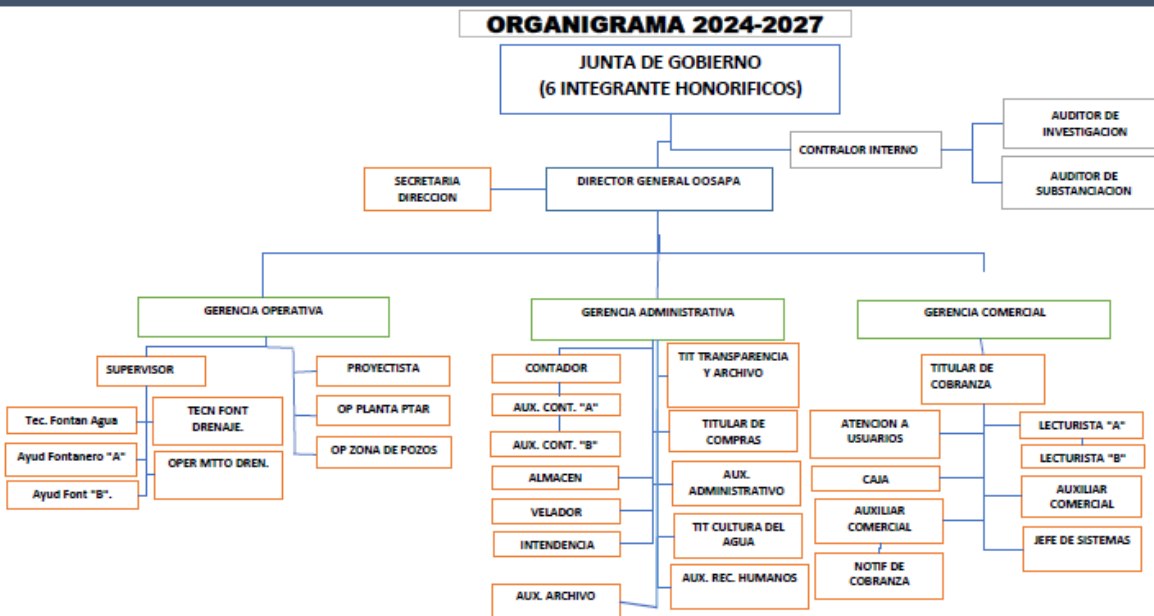 ORGANIGRAMA 2024-2027
JUNTA DE GOBIERNO
(6 INTEGRANTE HONORIFICOS)
AUDITOR DE
INVESTIGACION
CONTRALOR INTERNO
AUDITOR DE
SUBSTANCIACION
SECRETARIA
DIRECCION
DIRECTOR GENERAL OOSAPA
GERENCIA OPERATIVA
GERENCIA ADMINISTRATIVA
GERENCIA COMERCIAL
SUPERVISOR
Tec. Fontan Agua
Ayud Fontanero "A"
Ayud Font "B".
TECN FONT
DRENAJE.
OPER MTTO DREN.
PROYECTISTA
OP PLANTA PTAR
OP ZONA DE POZOS
CONTADOR
AUX. CONT. "A"
AUX. CONT. "B"
ALMACEN
VELADOR
INTENDENCIA
AUX. ARCHIVO
TIT TRANSPARENCIA
Y ARCHIVO
TITULAR DE
COMPRAS
AUX.
ADMINISTRATIVO
TIT CULTURA DEL
AGUA
AUX. REC. HUMANOS
TITULAR DE
COBRANZA
ATENCION A
USUARIOS
CAJA
AUXILIAR
COMERCIAL
NOTIF DE
COBRANZA
LECTURISTA "A"
LECTURISTA "B"
AUXILIAR
COMERCIAL
JEFE DE SISTEMAS